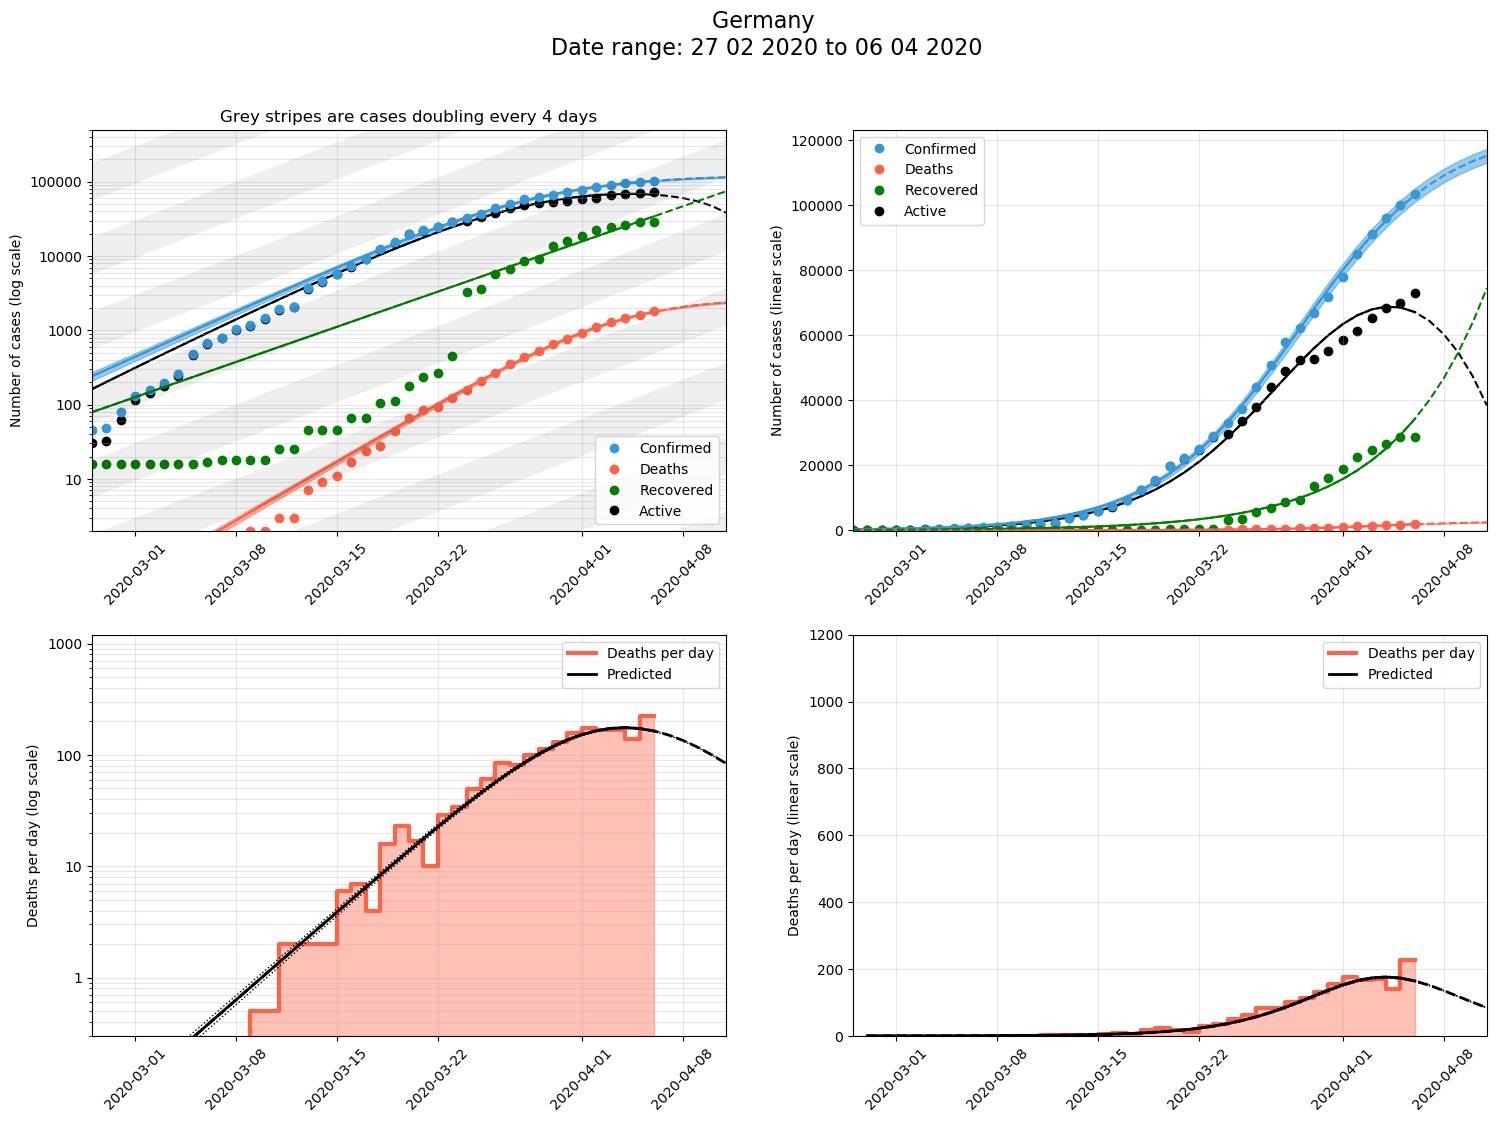 Germany
Date range: 27 02 2020 to 06 04 2020
Grey stripes are cases doubling every 4 days
Number of cases (log scale)
100000
10000
1000
100
10
Confirmed
Deaths
Recovered
Active
2020-03-01
2020-03-08
2020-03-15
2020-03-22
2020-04-01
2020-04-08
Number of cases (linear scale)
120000
100000
80000
60000
40000
20000
0
Confirmed
Deaths
Recovered
Active
2020-03-01
2020-03-08
2020-03-15
2020-03-22
2020-04-01
2020-04-08
Deaths per day (log scale)
1000
100
10
1
Deaths per day
Predicted
2020-03-01
2020-03-08
2020-03-15
2020-03-22
2020-04-01
2020-04-08
Deaths per day (linear scale)
1200
1000
800
600
400
200
0
Deaths per day
Predicted
2020-03-01
2020-03-08
2020-03-15
2020-03-22
2020-04-01
2020-04-08